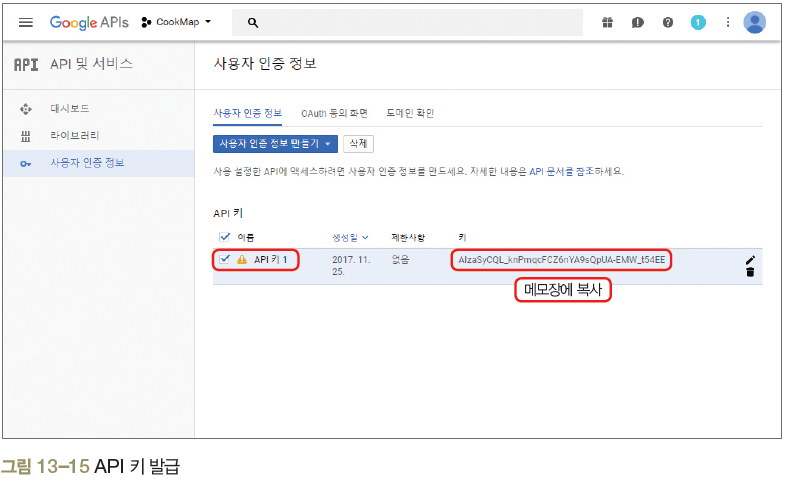 Google APIs CookMap 1
API API 및 서비스 사용자 인증 정보
대시보드
라이브러리
사용자 인증 정보
사용자 인증 정보 OAuth 동의 화면 도메인 확인
사용자 인증 정보 만들기 삭제
사용 설정한 API에 액세스하려면 사용자 인증 정보를 만드세요. 자세한 내용은 API 문서를 참조하세요.
API 키
이름 생성일 제한사항 키
API 키 1 2017. 11. 없음
25.
메모장에 복사
그림 13-15 API 키 발급